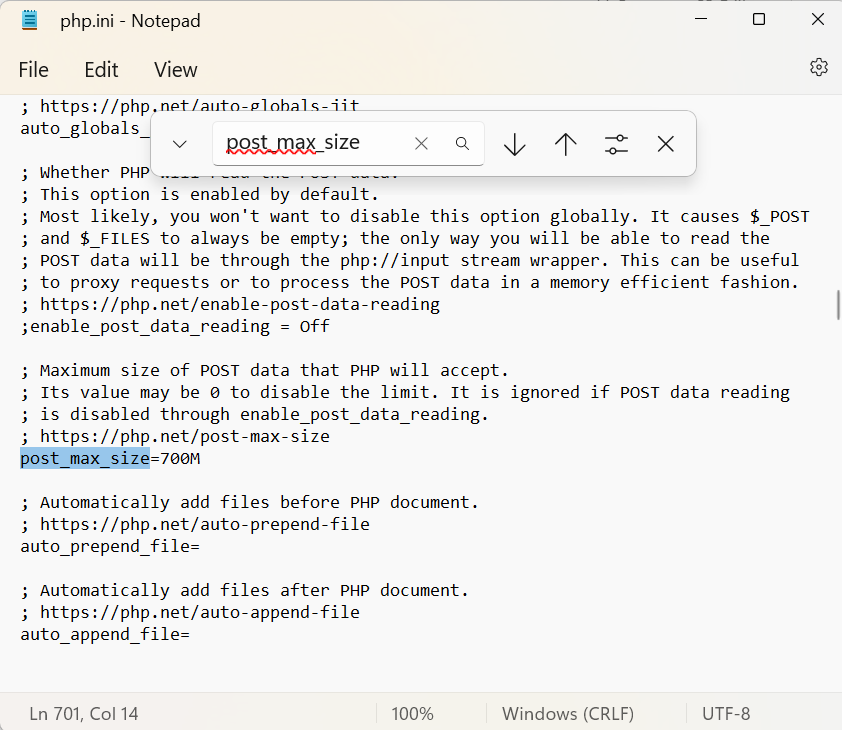 php.ini - Notepad
File Edit View
; https://php.net/auto-globals-jit
auto_globals_
post_max_size
; Whether PHP will read the POST data.
; This option is enabled by default.
; Most likely, you won't want to disable this option globally. It causes $_POST
; and $_FILES to always be empty; the only way you will be able to read the
; POST data will be through the php://input stream wrapper. This can be useful
; to proxy requests or to process the POST data in a memory efficient fashion.
; https://php.net/enable-post-data-reading
;enable_post_data_reading = Off
; Maximum size of POST data that PHP will accept.
; Its value may be 0 to disable the limit. It is ignored if POST data reading
; is disabled through enable_post_data_reading.
; https://php.net/post-max-size
post_max_size=700M
; Automatically add files before PHP document.
; https://php.net/auto-prepend-file
auto_prepend_file=
; Automatically add files after PHP document.
; https://php.net/auto-append-file
auto_append_file=
Ln 701, Col 14 100% Windows (CRLF) UTF-8